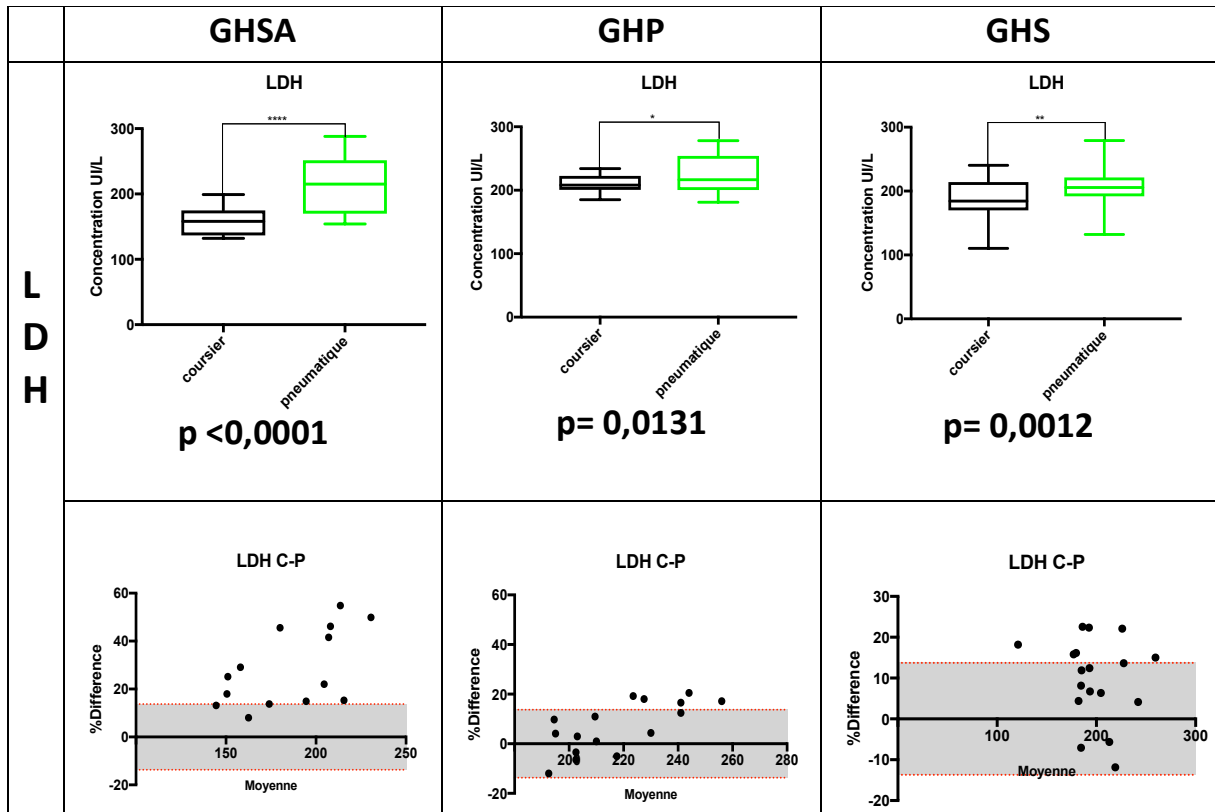 GHSA GHP GHS
L
D
H
LDH
****
Concentration UI/L
300
200
100
0
coursier
pneumatique
p <0,0001
LDH
*
Concentration UI/L
300
200
100
0
coursier
pneumatique
p= 0,0131
LDH
**
Concentration UI/L
300
200
100
0
coursier
pneumatique
p= 0,0012
LDH C-P
%Difference
60
40
20
0
-20
150 200 250
Moyenne
LDH C-P
%Difference
60
40
20
0
-20
200 220 240 260 280
Moyenne
LDH C-P
%Difference
30
20
10
0
-10
-20
100 200 300
Moyenne